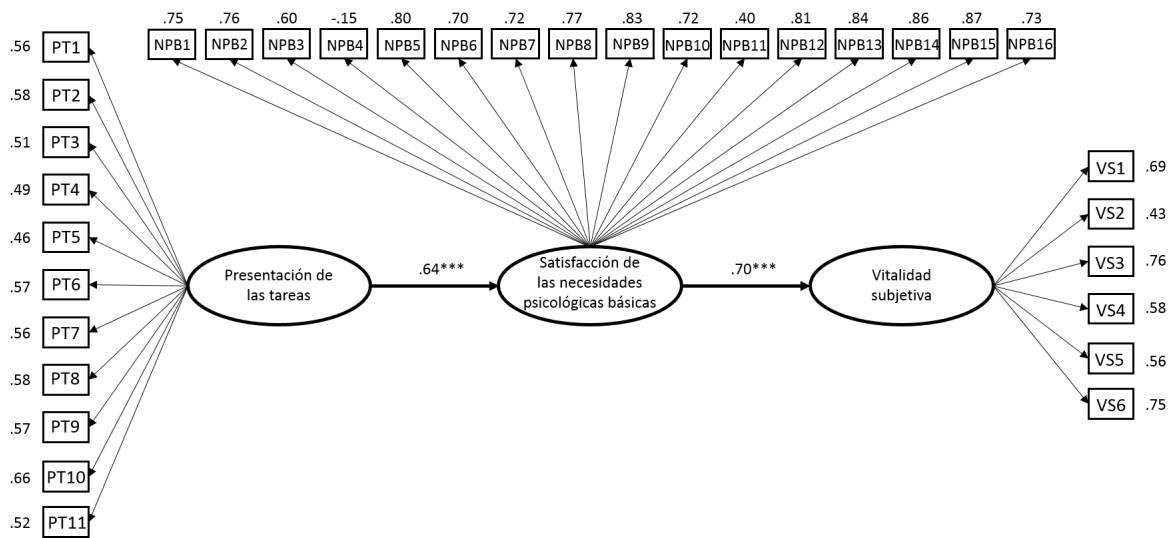 .75 .76 .60 -.15 .80 .70 .72 .77 .83 .72 .40 .81 .84 .86 .87 .73
NPB1 NPB2 NPB3 NPB4 NPB5 NPB6 NPB7 NPB8 NPB9 NPB10 NPB11 NPB12 NPB13 NPB14 NPB15 NPB16
.56 PT1
.58 PT2
.51 PT3
.49 PT4
.46 PT5
.57 PT6
.56 PT7
.58 PT8
.57 PT9
.66 PT10
.52 PT11
Presentación de
las tareas
.64***
Satisfacción de
las necesidades
psicológicas básicas
.70***
Vitalidad
subjetiva
VS1 .69
VS2 .43
VS3 .76
VS4 .58
VS5 .56
VS6 .75